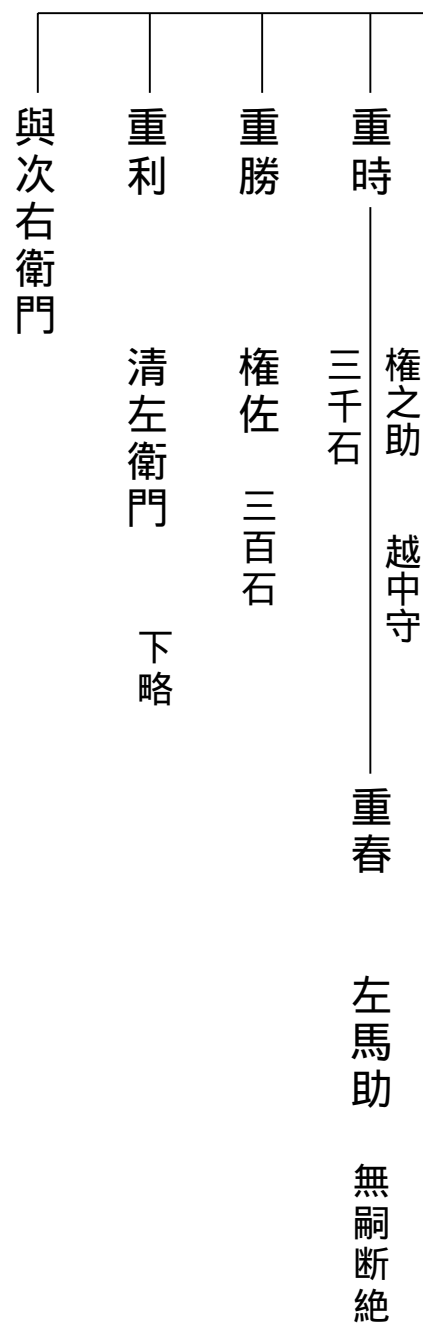 重時
権之助 越中守
三千石
重春 左馬助 無嗣断絶
重勝 権佐 三百石
重利 清左衛門 下略
與次右衛門